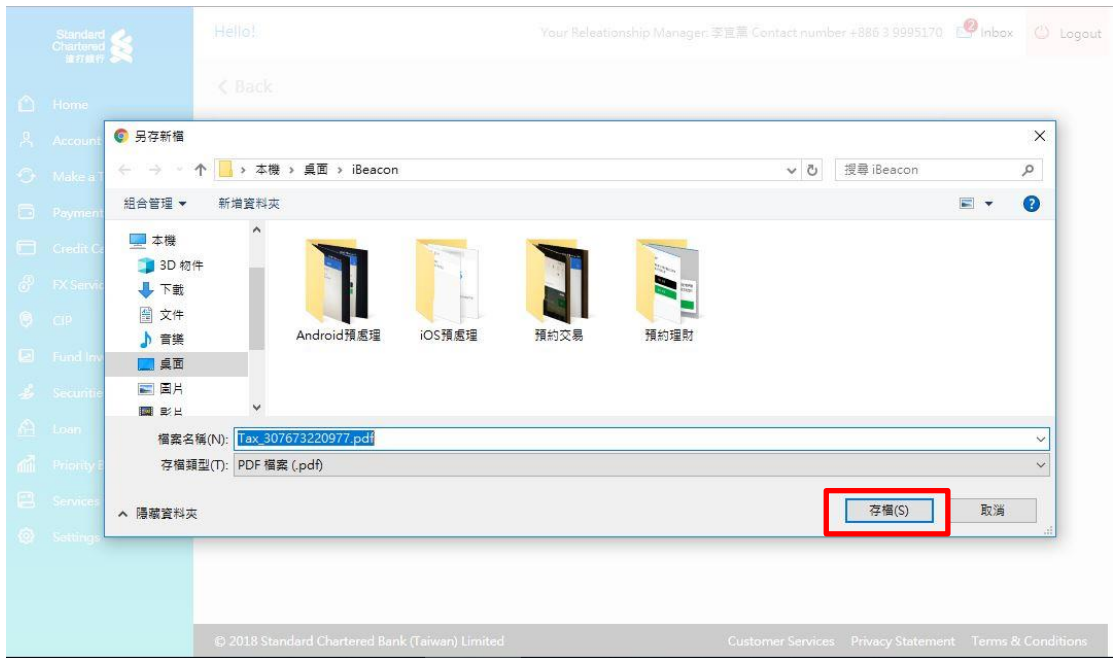 Standard
Chartered
渣打銀行
Hello!
Your Releationship Manager: 李宜萬 Contact number +886 3 9995170
2
Inbox
Logout
< Back
Home
Account
Make a T
Payment
Credit Ca
FX Servic
CIP
Fund Inv
Securitie
Loan
Priority
Services
Settings
另存新檔
本機 › 桌面 › iBeacon
搜尋 iBeacon
組合管理
新增資料夾
本機
3D 物件
下載
文件
音樂
桌面
圖片
影片
Android預處理
iOS預處理
預約交易
預約理財
檔案名稱(N): Tax_307673220977.pdf
存檔類型(T): PDF 檔案 (.pdf)
隱藏資料夾
存檔(S)
取消
© 2018 Standard Chartered Bank (Taiwan) Limited
Customer Services Privacy Statement Terms & Conditions